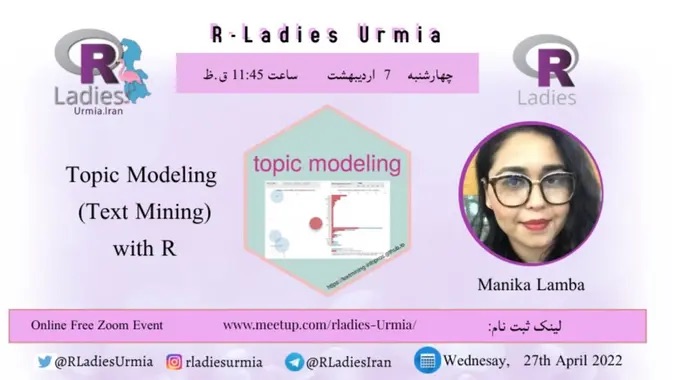 R-Ladies Urmia
چهارشنبه 7 اردیبهشت ساعت 11:45 ق.ظ
R
Ladies
Urmia.Iran
R
Ladies
Topic Modeling
(Text Mining)
with R
topic modeling
Manika Lamba
Online Free Zoom Event www.meetup.com/rladies-Urmia/ لینک ثبت نام:
@RLadiesUrmia rladiesurmia @RLadiesIran Wednesay, 27th April 2022